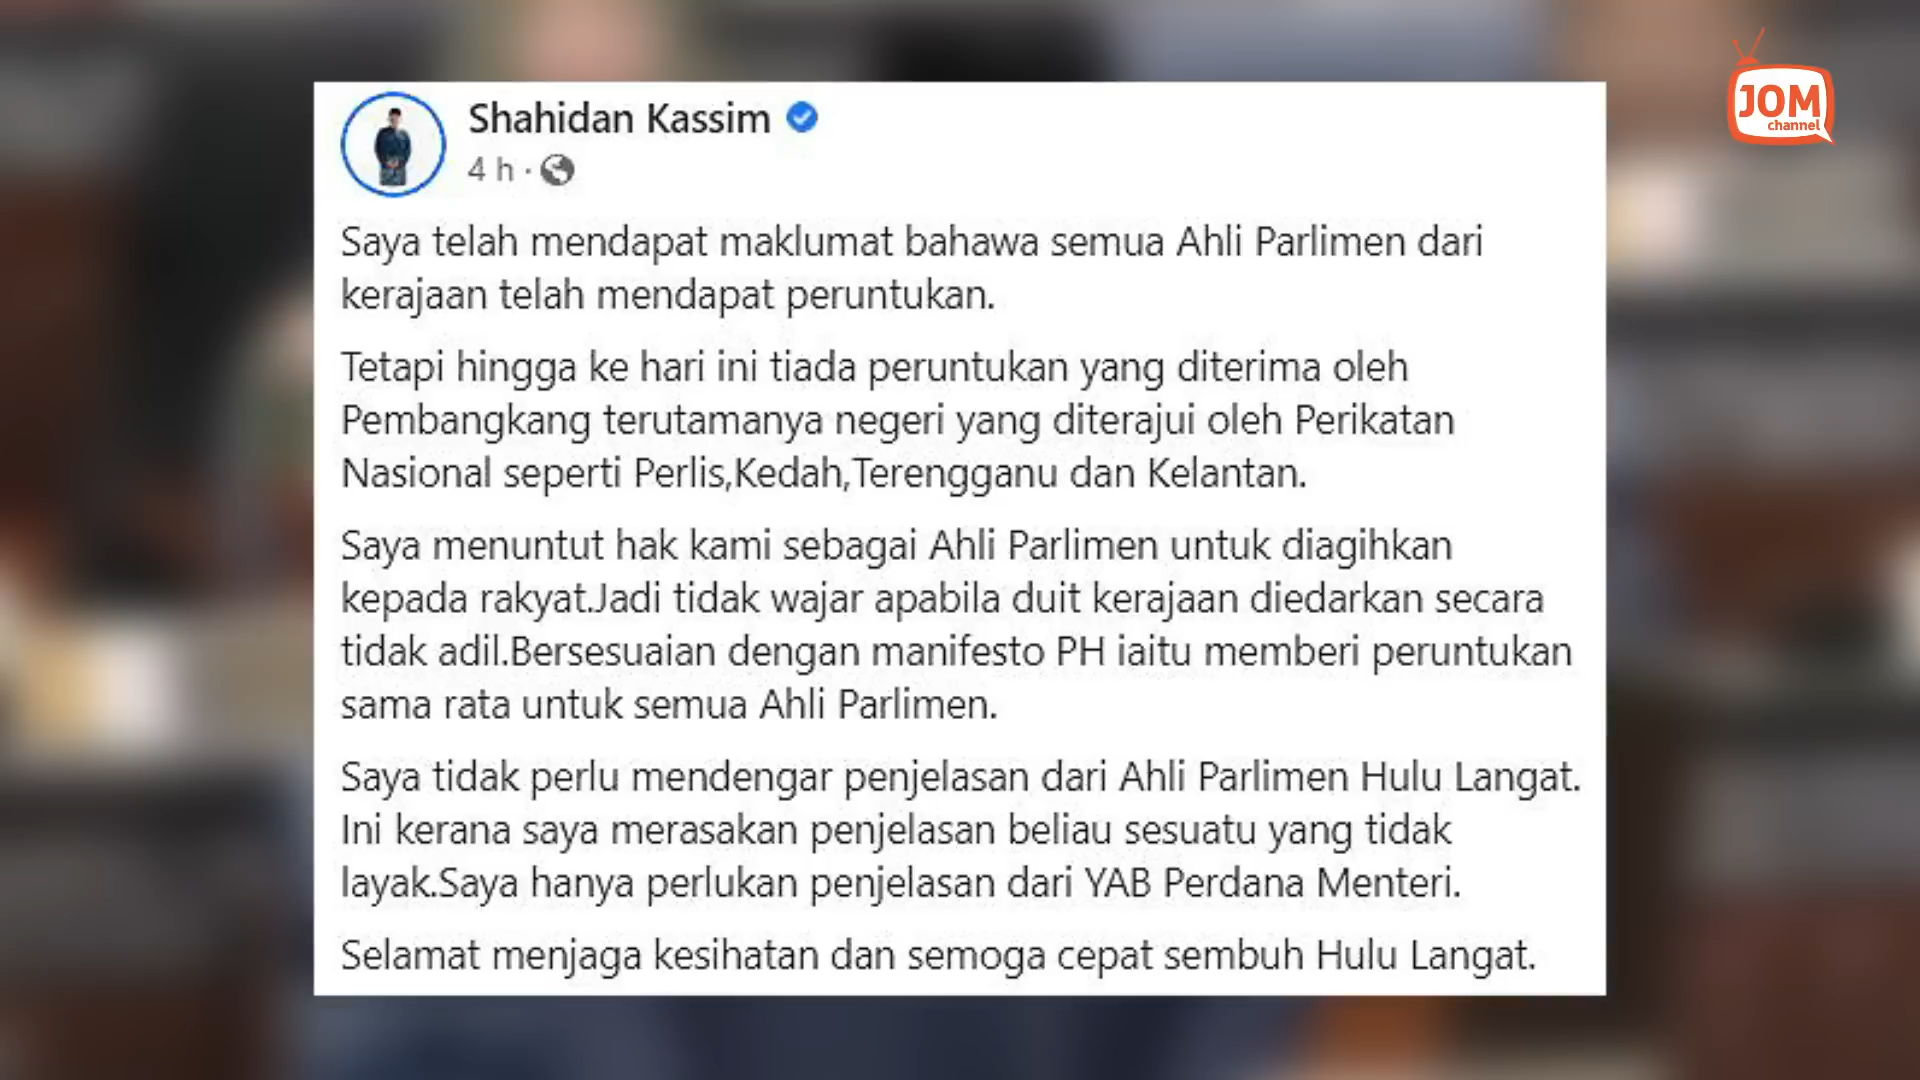 JOM
channel
Shahidan Kassim
4 h ·
Saya telah mendapat maklumat bahawa semua Ahli Parlimen dari
kerajaan telah mendapat peruntukan.
Tetapi hingga ke hari ini tiada peruntukan yang diterima oleh
Pembangkang terutamanya negeri yang diterajui oleh Perikatan
Nasional seperti Perlis,Kedah,Terengganu dan Kelantan.
Saya menuntut hak kami sebagai Ahli Parlimen untuk diagihkan
kepada rakyat.Jadi tidak wajar apabila duit kerajaan diedarkan secara
tidak adil.Bersesuaian dengan manifesto PH iaitu memberi peruntukan
sama rata untuk semua Ahli Parlimen.
Saya tidak perlu mendengar penjelasan dari Ahli Parlimen Hulu Langat.
Ini kerana saya merasakan penjelasan beliau sesuatu yang tidak
layak.Saya hanya perlukan penjelasan dari YAB Perdana Menteri.
Selamat menjaga kesihatan dan semoga cepat sembuh Hulu Langat.